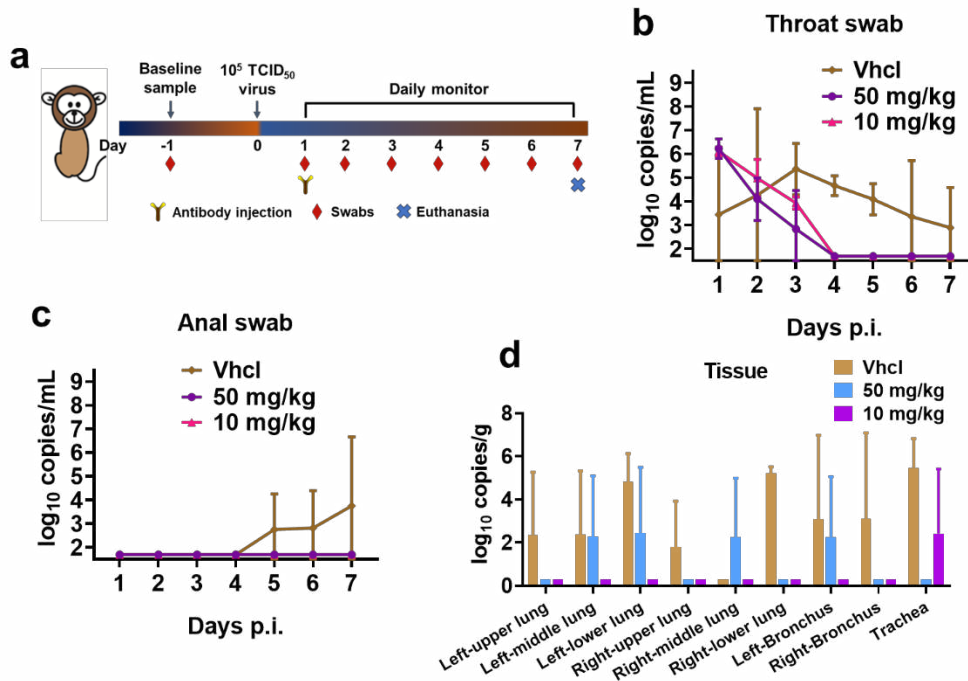 a
Baseline
sample
10⁵ TCID₅₀
virus
Daily monitor
Day -1 0 1 2 3 4 5 6 7
Antibody injection Swabs Euthanasia
b
Throat swab
Vhcl
50 mg/kg
10 mg/kg
log₁₀ copies/mL
9
8
7
6
5
4
3
2
1 2 3 4 5 6 7
Days p.i.
c
Anal swab
Vhcl
50 mg/kg
10 mg/kg
log₁₀ copies/mL
9
8
7
6
5
4
3
2
1 2 3 4 5 6 7
Days p.i.
d
Tissue
Vhcl
50 mg/kg
10 mg/kg
log₁₀ copies/g
8
6
4
2
0
Left-upper lung
Left-middle lung
Left-lower lung
Right-upper lung
Right-middle lung
Right-lower lung
Left-Bronchus
Right-Bronchus
Trachea